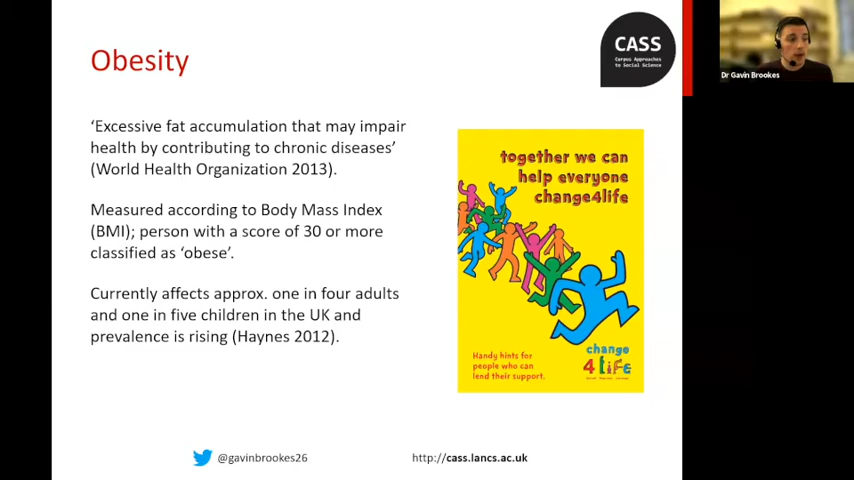 Obesity
CASS
Corpus Approaches
to Social Science
Dr Gavin Brookes
'Excessive fat accumulation that may impair
health by contributing to chronic diseases'
(World Health Organization 2013).
Measured according to Body Mass Index
(BMI); person with a score of 30 or more
classified as 'obese'.
Currently affects approx. one in four adults
and one in five children in the UK and
prevalence is rising (Haynes 2012).
together we can
help everyone
change4life
Handy hints for
people who can
lend their support.
change
4 life
@gavinbrookes26
http://cass.lancs.ac.uk